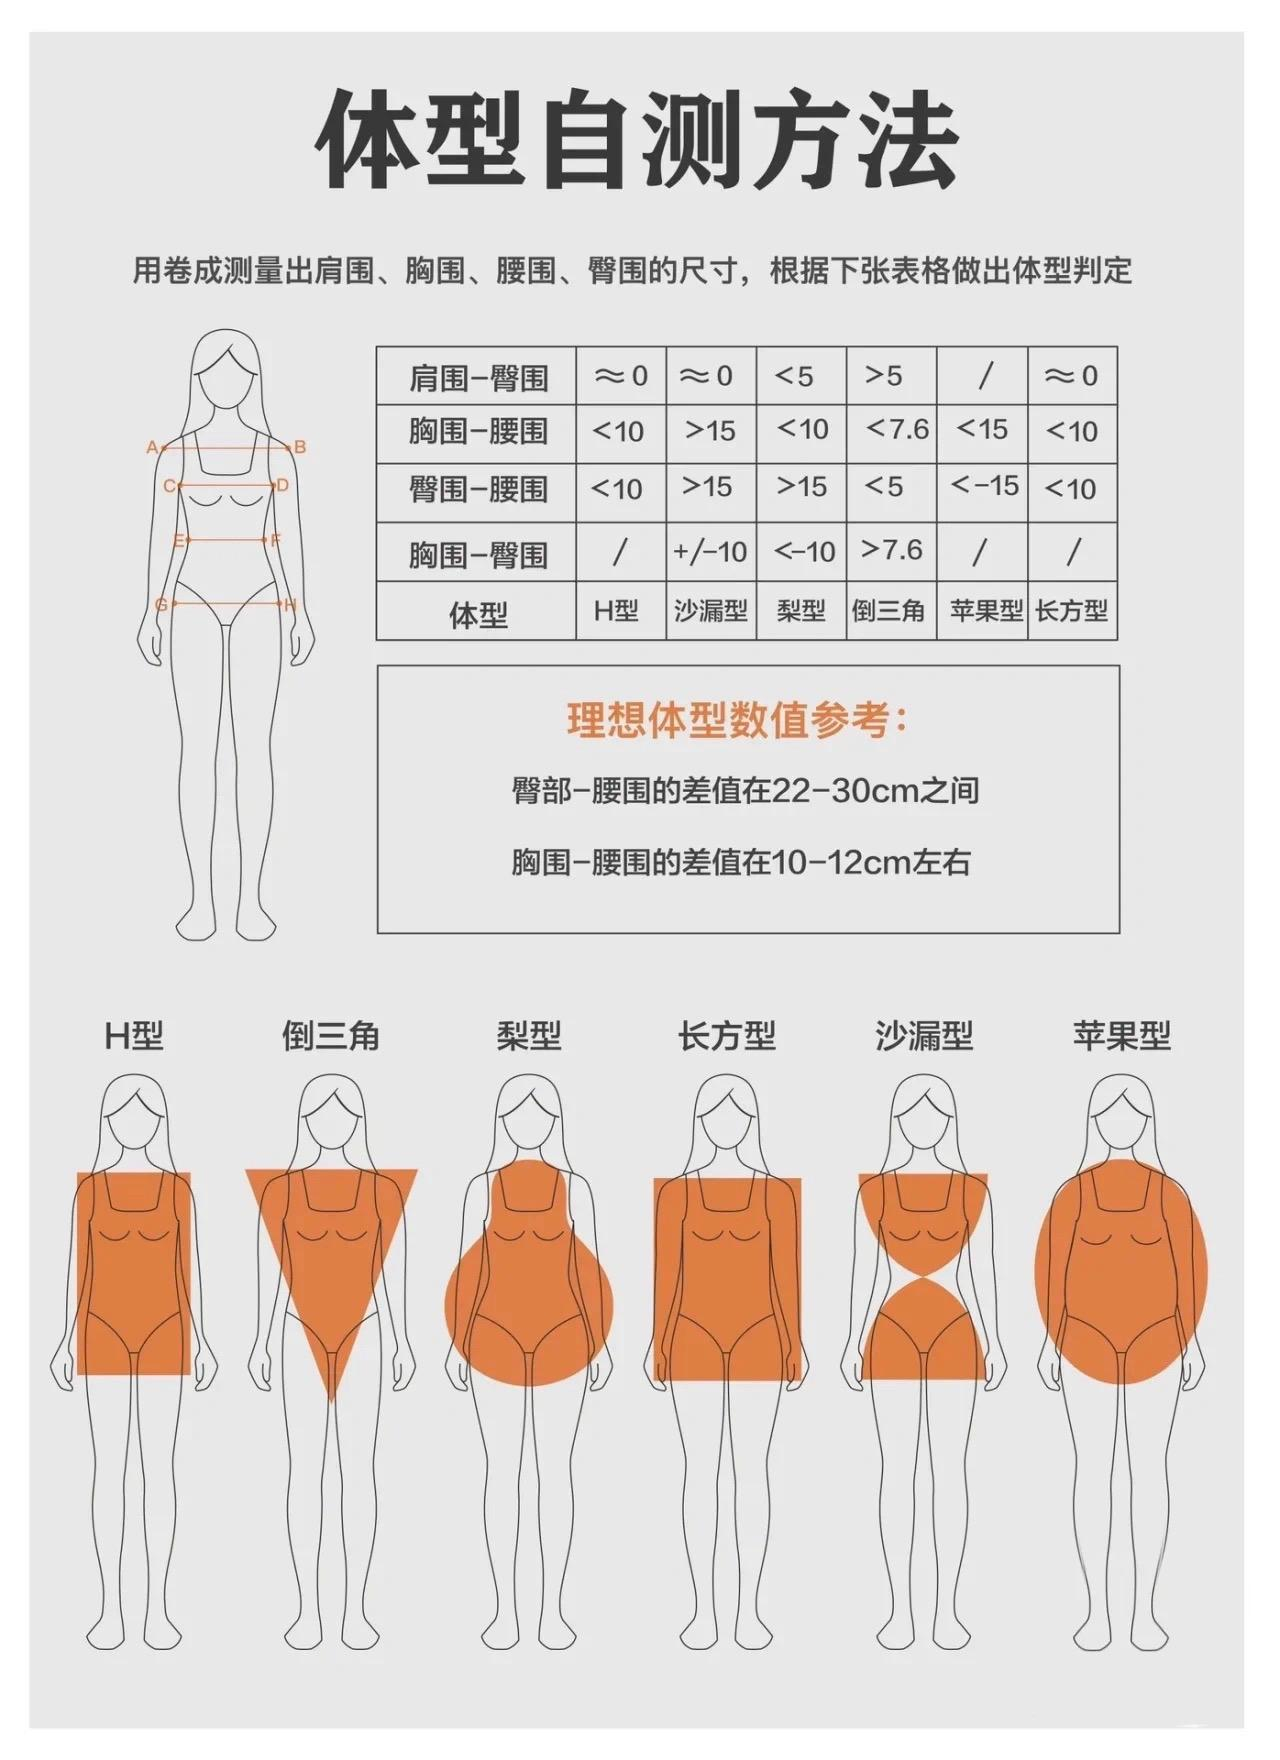 体型自测方法
用卷成测量出肩围、胸围、腰围、臀围的尺寸，根据下张表格做出体型判定
A B
C D
E F
G H
肩围-臀围 ≈0 ≈0 <5 >5 / ≈0
胸围-腰围 <10 >15 <10 <7.6 <15 <10
臀围-腰围 <10 >15 >15 <5 <-15 <10
胸围-臀围 / +/-10 <-10 >7.6 / /
体型 H型 沙漏型 梨型 倒三角 苹果型 长方型
理想体型数值参考：
臀部-腰围的差值在22-30cm之间
胸围-腰围的差值在10-12cm左右
H型 倒三角 梨型 长方型 沙漏型 苹果型